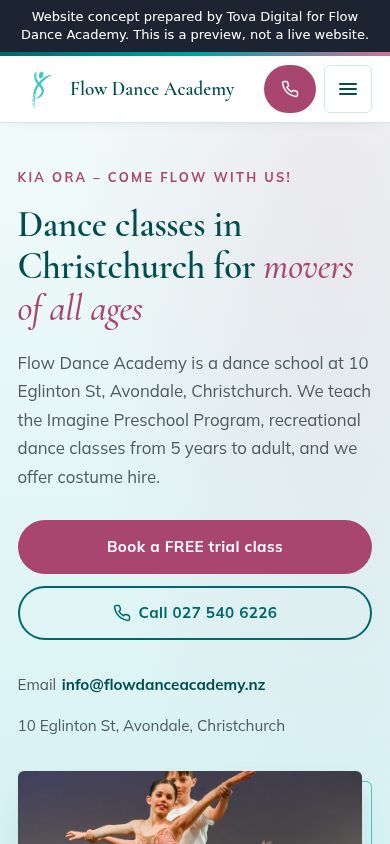 Website concept prepared by Tova Digital for Flow
Dance Academy. This is a preview, not a live website.
Flow Dance Academy
KIA ORA – COME FLOW WITH US!
Dance classes in
Christchurch for movers
of all ages
Flow Dance Academy is a dance school at 10
Eglinton St, Avondale, Christchurch. We teach
the Imagine Preschool Program, recreational
dance classes from 5 years to adult, and we
offer costume hire.
Book a FREE trial class
Call 027 540 6226
Email info@flowdanceacademy.nz
10 Eglinton St, Avondale, Christchurch